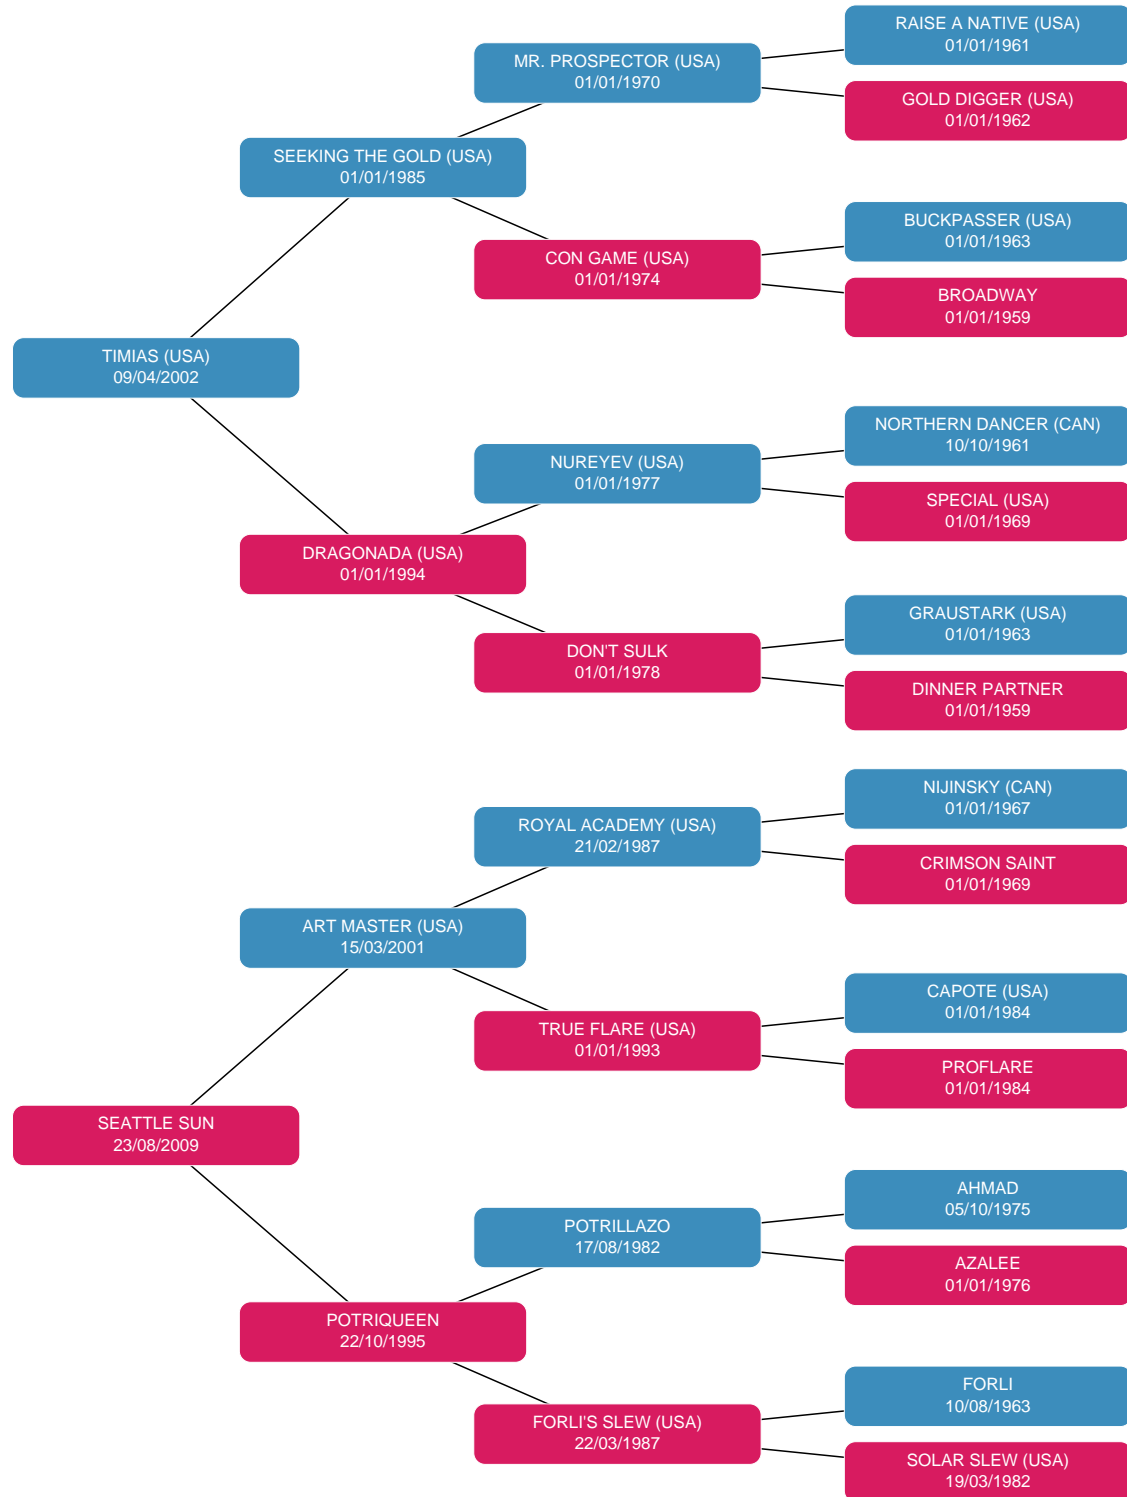 RAISE A NATIVE (USA)
01/01/1961
MR. PROSPECTOR (USA)
01/01/1970
GOLD DIGGER (USA)
01/01/1962
SEEKING THE GOLD (USA)
01/01/1985
BUCKPASSER (USA)
01/01/1963
CON GAME (USA)
01/01/1974
BROADWAY
01/01/1959
TIMIAS (USA)
09/04/2002
NORTHERN DANCER (CAN)
10/10/1961
NUREYEV (USA)
01/01/1977
SPECIAL (USA)
01/01/1969
DRAGONADA (USA)
01/01/1994
GRAUSTARK (USA)
01/01/1963
DON'T SULK
01/01/1978
DINNER PARTNER
01/01/1959
NIJINSKY (CAN)
01/01/1967
ROYAL ACADEMY (USA)
21/02/1987
CRIMSON SAINT
01/01/1969
ART MASTER (USA)
15/03/2001
CAPOTE (USA)
01/01/1984
TRUE FLARE (USA)
01/01/1993
PROFLARE
01/01/1984
SEATTLE SUN
23/08/2009
AHMAD
05/10/1975
POTRILLAZO
17/08/1982
AZALEE
01/01/1976
POTRIQUEEN
22/10/1995
FORLI
10/08/1963
FORLI'S SLEW (USA)
22/03/1987
SOLAR SLEW (USA)
19/03/1982